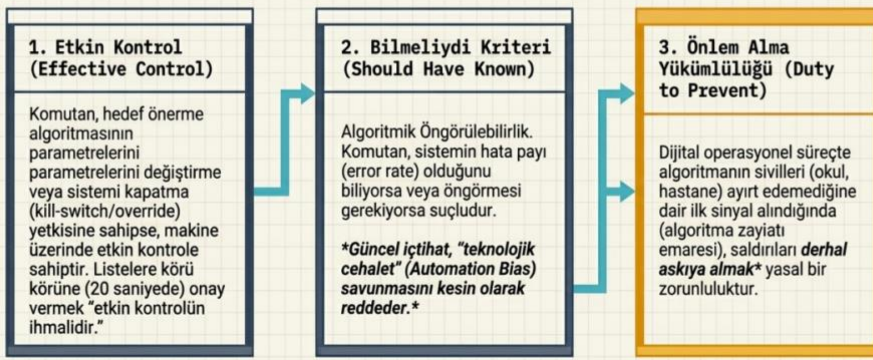 1. Etkin Kontrol
(Effective Control)
Komutan, hedef önerme
algoritmasının
parametrelerini
parametrelerini değiştirme
veya sistemi kapatma
(kill-switch/override)
yetkisine sahipse, makine
üzerinde etkin kontrole
sahiptir. Listelere körü
körüne (20 saniyede) onay
vermek “etkin kontrolün
ihmalidir.”
2. Bilmeliydi Kriteri
(Should Have Known)
Algoritmik Öngörülebilirlik.
Komutan, sistemin hata payı
(error rate) olduğunu
biliyorsa veya öngörmesi
gerekiyorsa suçludur.
*Güncel içtihat, “teknolojik
cehalet” (Automation Bias)
savunmasını kesin olarak
reddeder.*
3. Önlem Alma
Yükümlülüğü (Duty
to Prevent)
Dijital operasyonel süreçte
algoritmanın sivilleri (okul,
hastane) ayırt edemediğine
dair ilk sinyal alındığında
(algoritma zayiatı
emaresi), saldırıları derhal
askıya almak* yasal bir
zorunluluktur.